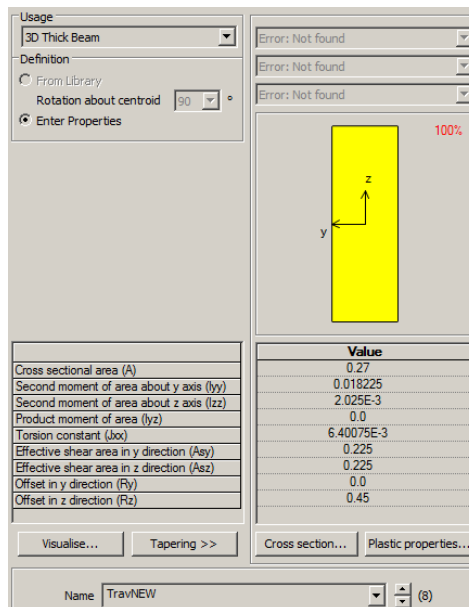 Usage
3D Thick Beam
Definition
From Library
Rotation about centroid 90 °
Enter Properties
Error: Not found
Error: Not found
Error: Not found
100%
z
y
Value
Cross sectional area (A) 0.27
Second moment of area about y axis (Iyy) 0.018225
Second moment of area about z axis (Izz) 2.025E-3
Product moment of area (Iyz) 0.0
Torsion constant (Jxx) 6.40075E-3
Effective shear area in y direction (Asy) 0.225
Effective shear area in z direction (Asz) 0.225
Offset in y direction (Ry) 0.0
Offset in z direction (Rz) 0.45
Visualise... Tapering >> Cross section... Plastic properties...
Name TravNEW (8)